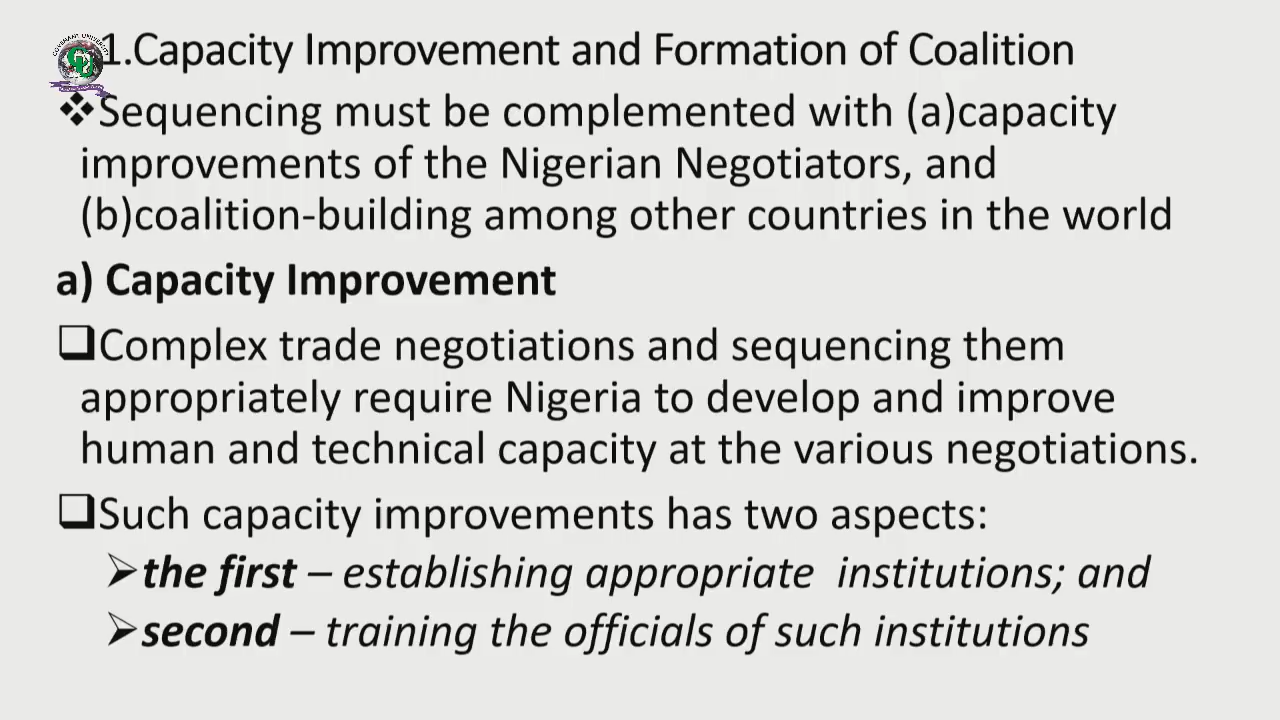 COVENANT UNIVERSITY
1.Capacity Improvement and Formation of Coalition
❖Sequencing must be complemented with (a)capacity
improvements of the Nigerian Negotiators, and
(b)coalition-building among other countries in the world
a) Capacity Improvement
❑Complex trade negotiations and sequencing them
appropriately require Nigeria to develop and improve
human and technical capacity at the various negotiations.
❑Such capacity improvements has two aspects:
➢the first – establishing appropriate institutions; and
➢second – training the officials of such institutions